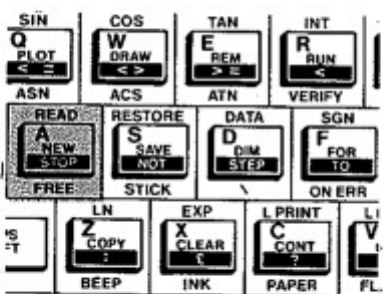 SIN COS TAN INT
Q W E R
PLOT DRAW REM RUN
< = < > > = <
ASN ACS ATN VERIFY
READ RESTORE DATA SGN
A S D F
NEW SAVE DIM FOR
STOP NOT STEP TO
FREE STICK \ ON ERR
LN EXP L PRINT L
Z X C V
COPY CLEAR CONT
: £ ?
BEEP INK PAPER FL